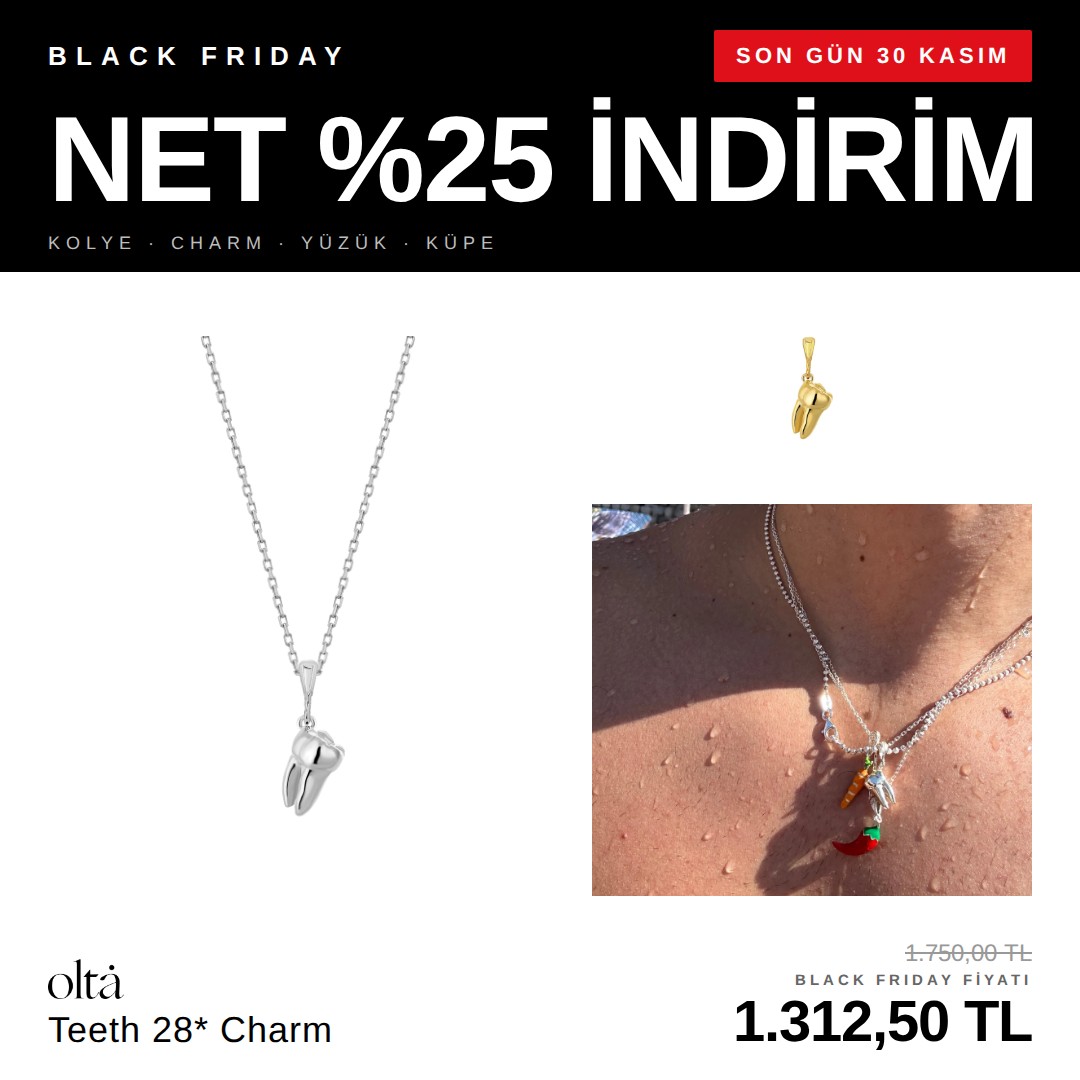 BLACK FRIDAY
SON GÜN 30 KASIM
NET %25 İNDİRİM
KOLYE · CHARM · YÜZÜK · KÜPE
1.750,00 TL
BLACK FRIDAY FİYATI
1.312,50 TL
olta
Teeth 28* Charm